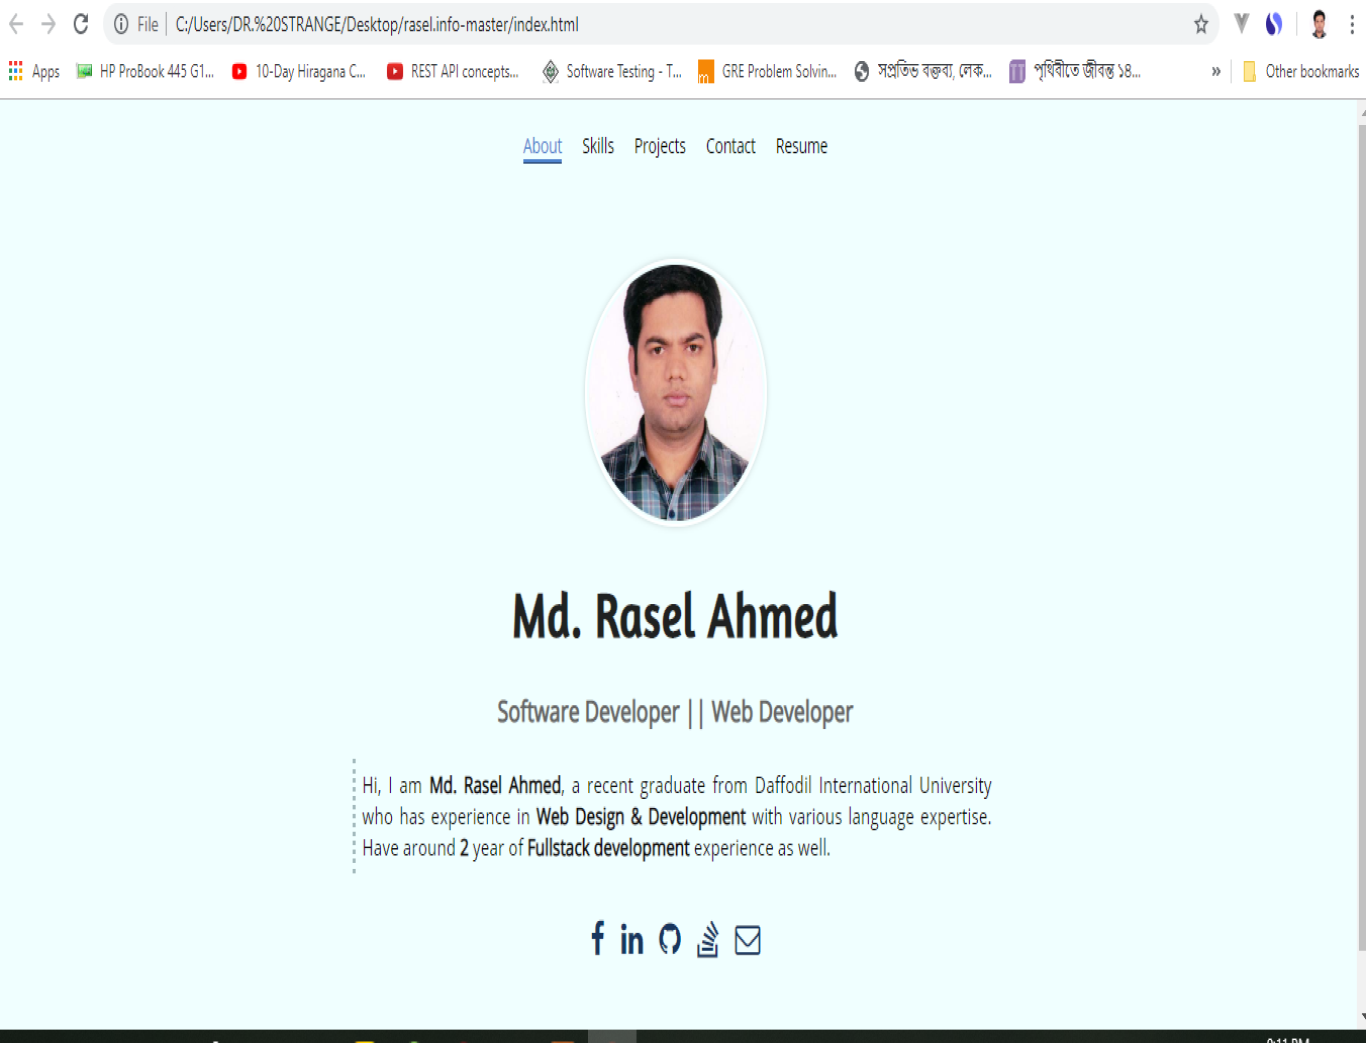 File C:/Users/DR.%20STRANGE/Desktop/rasel.info-master/index.html
Apps HP ProBook 445 G1... 10-Day Hiragana C... REST API concepts... Software Testing - T... m GRE Problem Solvin... সপ্রতিভ বক্তব্য, লেক... পৃথিবীতে জীবন্ত ১৪... » Other bookmarks
About Skills Projects Contact Resume
Md. Rasel Ahmed
Software Developer || Web Developer
Hi, I am Md. Rasel Ahmed, a recent graduate from Daffodil International University
who has experience in Web Design & Development with various language expertise.
Have around 2 year of Fullstack development experience as well.